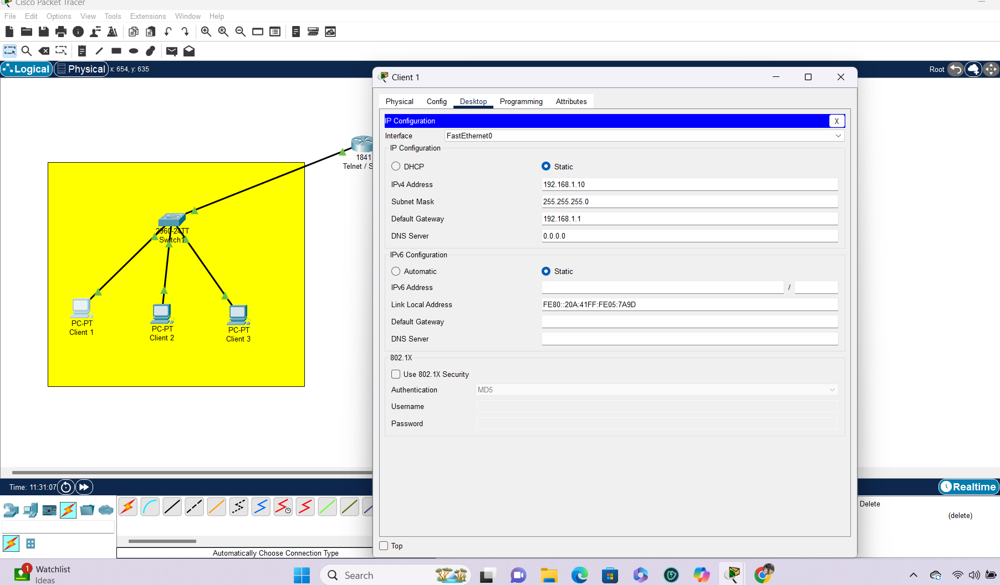 Cisco Packet Tracer
File Edit Options View Tools Extensions Window Help
Logical Physical x: 654, y: 635
Root
1841
Telnet / S
2960-24TT
Switch1
PC-PT
Client 1
PC-PT
Client 2
PC-PT
Client 3
Client 1
Physical Config Desktop Programming Attributes
IP Configuration X
Interface FastEthernet0
IP Configuration
DHCP Static
IPv4 Address 192.168.1.10
Subnet Mask 255.255.255.0
Default Gateway 192.168.1.1
DNS Server 0.0.0.0
IPv6 Configuration
Automatic Static
IPv6 Address /
Link Local Address FE80::20A:41FF:FE05:7A9D
Default Gateway
DNS Server
802.1X
Use 802.1X Security
Authentication MD5
Username
Password
Top
Time: 11:31:07
Realtime
Delete
(delete)
Automatically Choose Connection Type
1
Watchlist
Ideas
Search